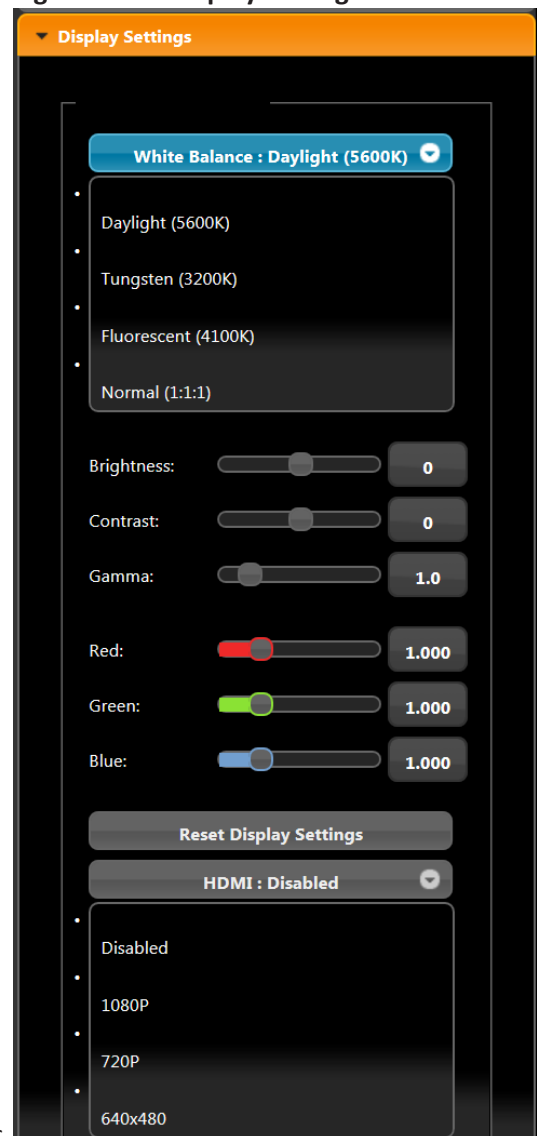 Display Settings
White Balance : Daylight (5600K)
Daylight (5600K)
Tungsten (3200K)
Fluorescent (4100K)
Normal (1:1:1)
Brightness: 0
Contrast: 0
Gamma: 1.0
Red: 1.000
Green: 1.000
Blue: 1.000
Reset Display Settings
HDMI : Disabled
Disabled
1080P
720P
640x480